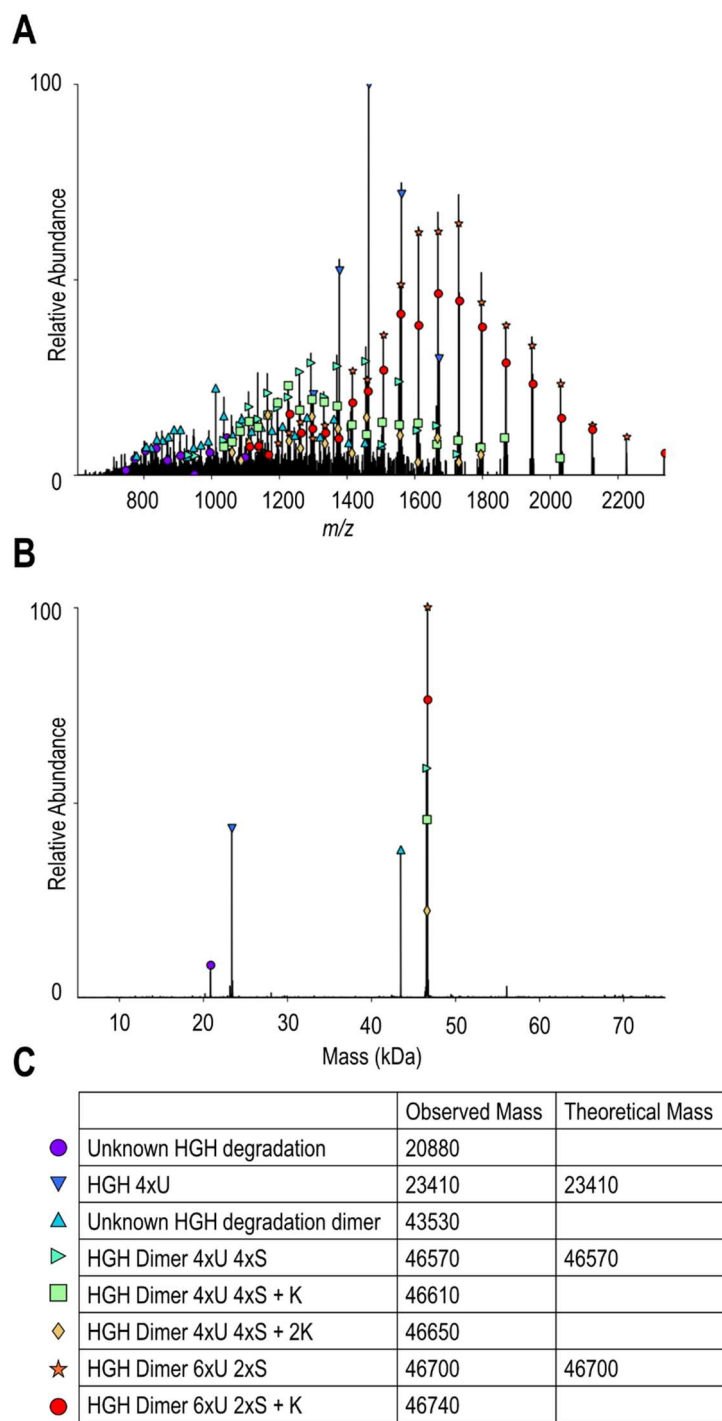 A
100
Relative Abundance
0
800 1000 1200 1400 1600 1800 2000 2200
m/z
B
100
Relative Abundance
0
10 20 30 40 50 60 70
Mass (kDa)
C
Observed Mass Theoretical Mass
Unknown HGH degradation 20880
HGH 4xU 23410 23410
Unknown HGH degradation dimer 43530
HGH Dimer 4xU 4xS 46570 46570
HGH Dimer 4xU 4xS + K 46610
HGH Dimer 4xU 4xS + 2K 46650
HGH Dimer 6xU 2xS 46700 46700
HGH Dimer 6xU 2xS + K 46740